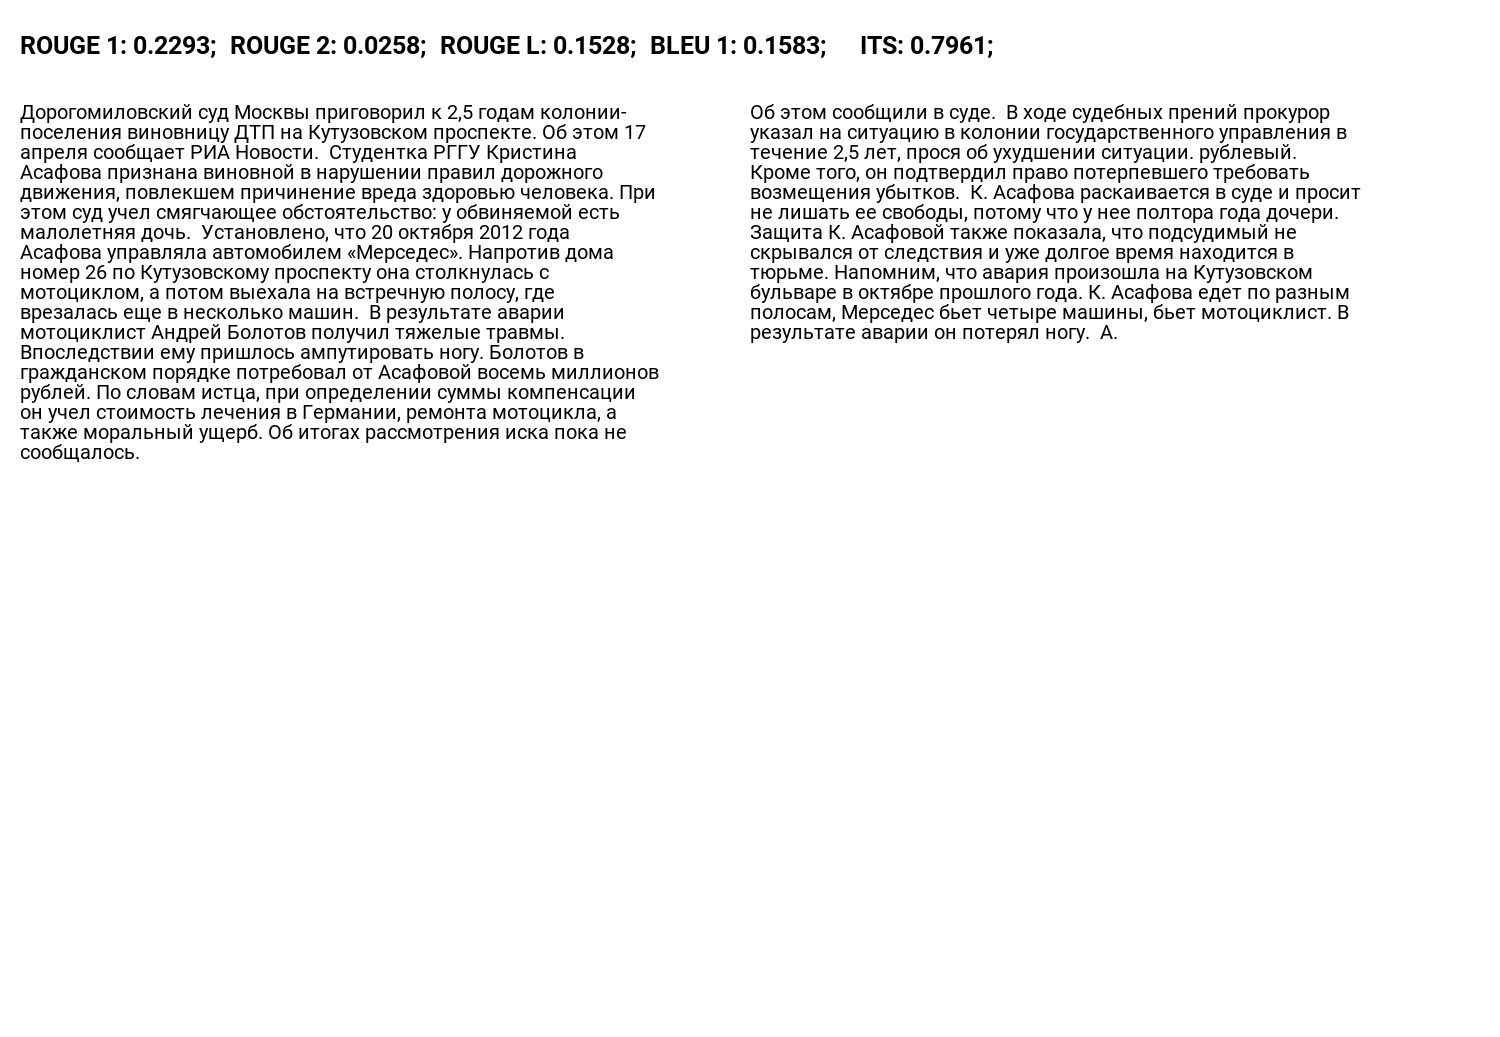 ROUGE 1: 0.2293;  ROUGE 2: 0.0258;  ROUGE L: 0.1528;  BLEU 1: 0.1583;     ITS: 0.7961;
Дорогомиловский суд Москвы приговорил к 2,5 годам колонии-
поселения виновницу ДТП на Кутузовском проспекте. Об этом 17
апреля сообщает РИА Новости.  Студентка РГГУ Кристина
Асафова признана виновной в нарушении правил дорожного
движения, повлекшем причинение вреда здоровью человека. При
этом суд учел смягчающее обстоятельство: у обвиняемой есть
малолетняя дочь.  Установлено, что 20 октября 2012 года
Асафова управляла автомобилем «Мерседес». Напротив дома
номер 26 по Кутузовскому проспекту она столкнулась с
мотоциклом, а потом выехала на встречную полосу, где
врезалась еще в несколько машин.  В результате аварии
мотоциклист Андрей Болотов получил тяжелые травмы.
Впоследствии ему пришлось ампутировать ногу. Болотов в
гражданском порядке потребовал от Асафовой восемь миллионов
рублей. По словам истца, при определении суммы компенсации
он учел стоимость лечения в Германии, ремонта мотоцикла, а
также моральный ущерб. Об итогах рассмотрения иска пока не
сообщалось.
Об этом сообщили в суде.  В ходе судебных прений прокурор
указал на ситуацию в колонии государственного управления в
течение 2,5 лет, прося об ухудшении ситуации. рублевый.
Кроме того, он подтвердил право потерпевшего требовать
возмещения убытков.  К. Асафова раскаивается в суде и просит
не лишать ее свободы, потому что у нее полтора года дочери.
Защита К. Асафовой также показала, что подсудимый не
скрывался от следствия и уже долгое время находится в
тюрьме. Напомним, что авария произошла на Кутузовском
бульваре в октябре прошлого года. К. Асафова едет по разным
полосам, Мерседес бьет четыре машины, бьет мотоциклист. В
результате аварии он потерял ногу.  А.